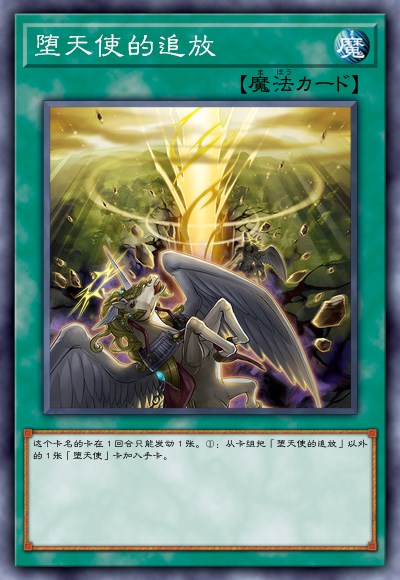 堕天使的追放
魔
【魔法カード】
まほう
这个卡名的卡在1回合只能发动1张。①：从卡组把「堕天使的追放」以外
的1张「堕天使」卡加入手卡。